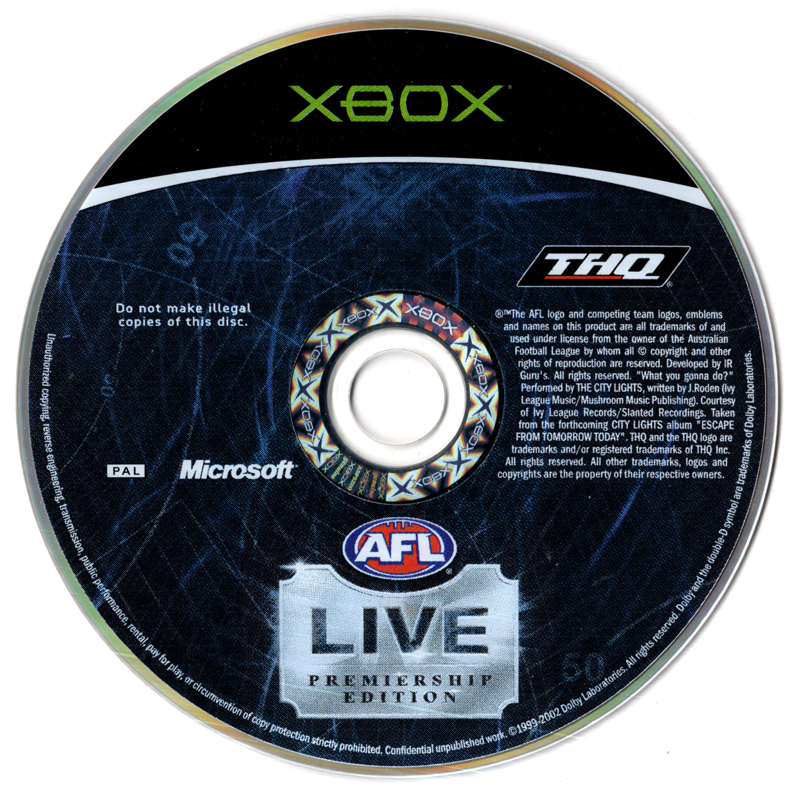 XBOX
THQ®
Do not make illegal
copies of this disc.
®™The AFL logo and competing team logos, emblems
and names on this product are all trademarks of and
used under license from the owner of the Australian
Football League by whom all © copyright and other
rights of reproduction are reserved. Developed by IR
Guru's. All rights reserved. "What you gonna do?"
Performed by THE CITY LIGHTS, written by J.Roden (Ivy
League Music/Mushroom Music Publishing). Courtesy
of Ivy League Records/Slanted Recordings. Taken
from the forthcoming CITY LIGHTS album "ESCAPE
FROM TOMORROW TODAY". THQ and the THQ logo are
trademarks and/or registered trademarks of THQ Inc.
All rights reserved. All other trademarks, logos and
copyrights are the property of their respective owners.
XBOX
PAL
Microsoft
AFL®
LIVE
PREMIERSHIP
EDITION
50
50
Unauthorized copying, reverse engineering, transmission, public performance, rental, pay for play, or circumvention of copy protection strictly prohibited. Confidential unpublished work. ©1999-2002 Dolby Laboratories. All rights reserved. Dolby and the double-D symbol are trademarks of Dolby Laboratories.